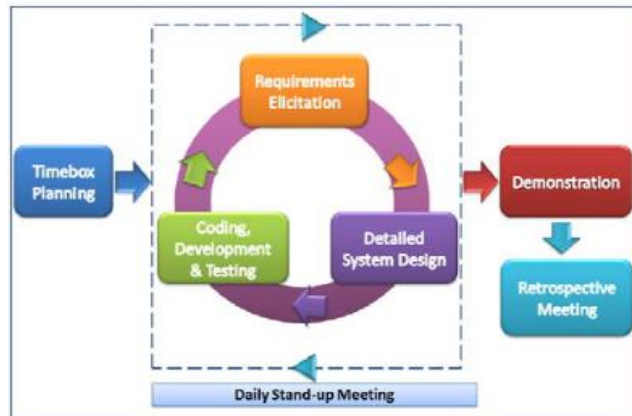 Requirements
Elicitation
Timebox
Planning
Demonstration
Coding,
Development
& Testing
Detailed
System Design
Retrospective
Meeting
Daily Stand-up Meeting